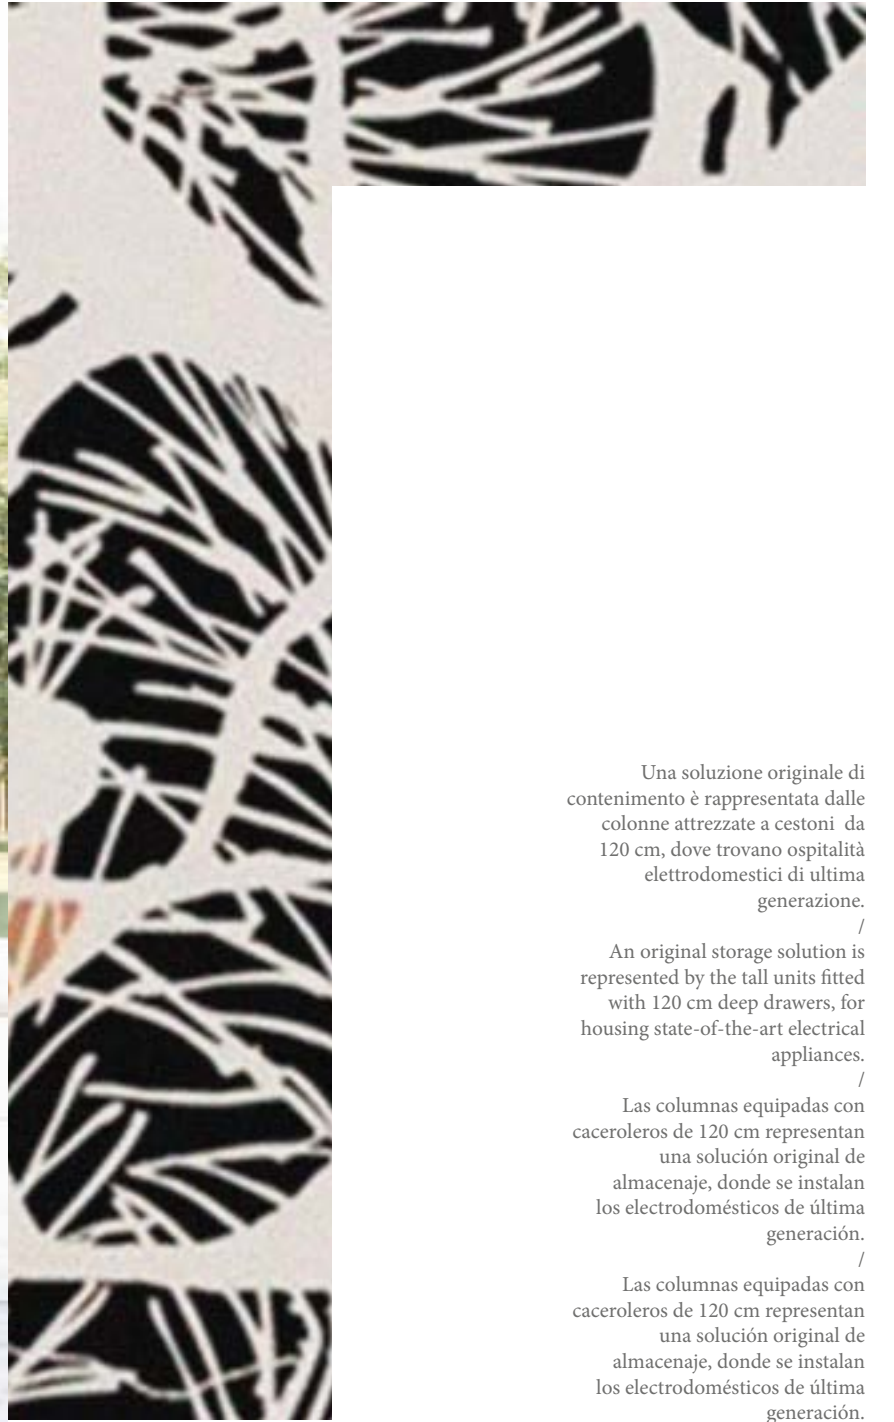 Una soluzione originale di
contenimento è rappresentata dalle
colonne attrezzate a cestoni  da
120 cm, dove trovano ospitalità
elettrodomestici di ultima
generazione.
/
An original storage solution is
represented by the tall units fitted
with 120 cm deep drawers, for
housing state-of-the-art electrical
appliances.
/
Las columnas equipadas con
caceroleros de 120 cm representan
una solución original de
almacenaje, donde se instalan
los electrodomésticos de última
generación.
/
Las columnas equipadas con
caceroleros de 120 cm representan
una solución original de
almacenaje, donde se instalan
los electrodomésticos de última
generación.